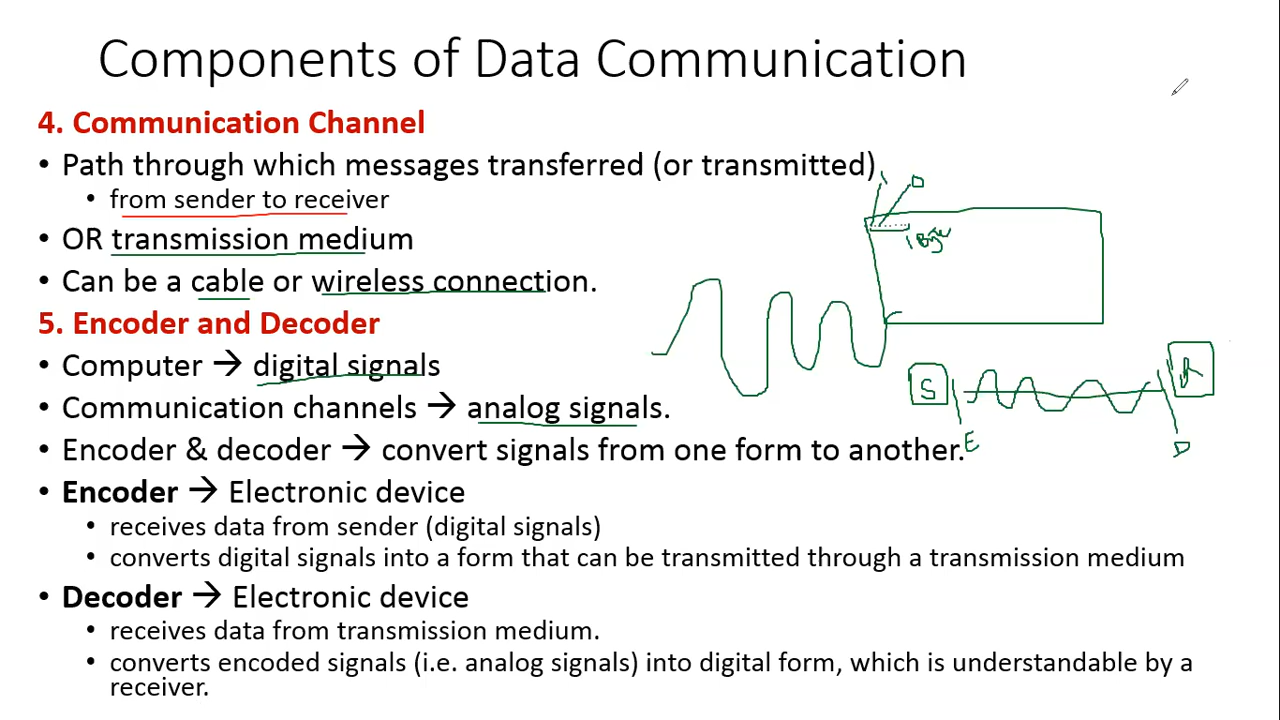 Components of Data Communication
4. Communication Channel
• Path through which messages transferred (or transmitted)
• from sender to receiver
• OR transmission medium
• Can be a cable or wireless connection.
1 Byte
5. Encoder and Decoder
• Computer → digital signals
S
R
• Communication channels → analog signals.
• Encoder & decoder → convert signals from one form to another.
E
D
• Encoder → Electronic device
• receives data from sender (digital signals)
• converts digital signals into a form that can be transmitted through a transmission medium
• Decoder → Electronic device
• receives data from transmission medium.
• converts encoded signals (i.e. analog signals) into digital form, which is understandable by a
receiver.